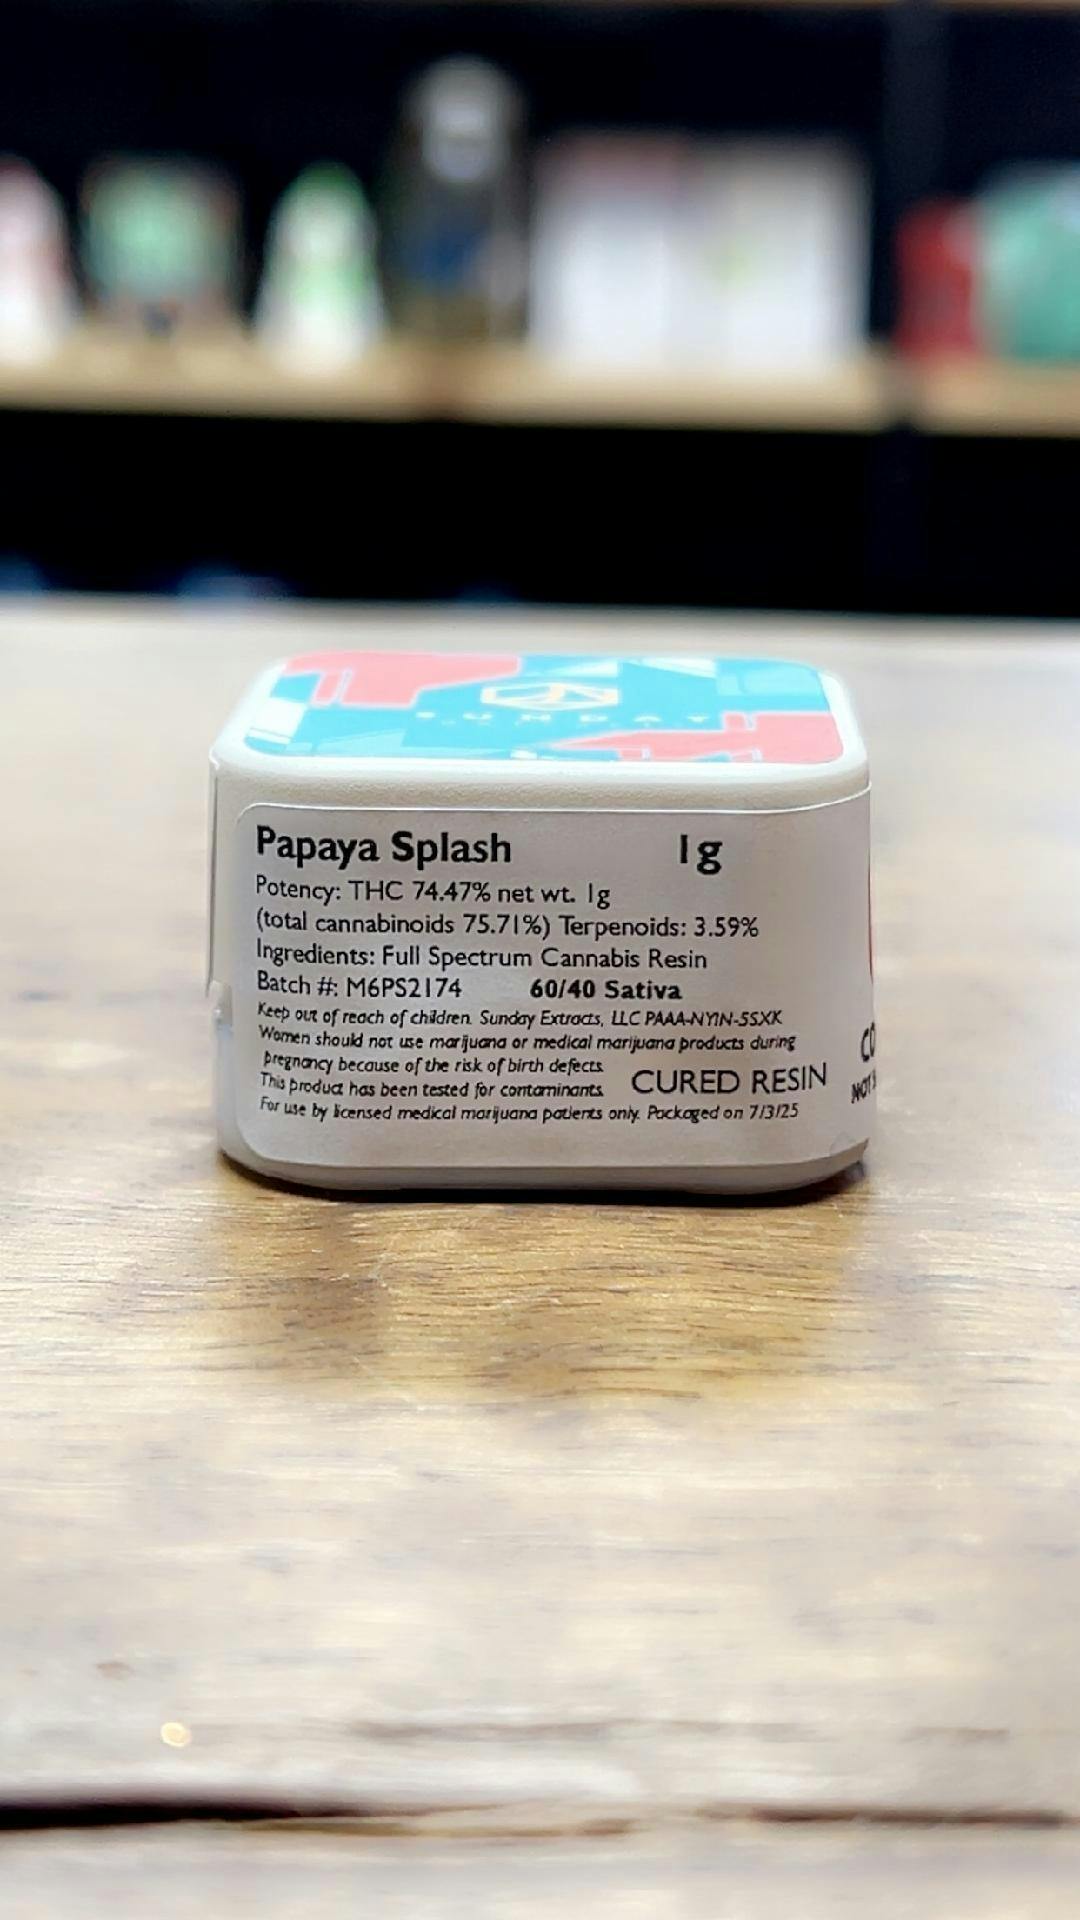 SUNDAY
Papaya Splash 1g
Potency: THC 74.47% net wt. 1g
(total cannabinoids 75.71%) Terpenoids: 3.59%
Ingredients: Full Spectrum Cannabis Resin
Batch #: M6PS2174 60/40 Sativa
Keep out of reach of children. Sunday Extracts, LLC PAAA-NYIN-5SXK
Women should not use marijuana or medical marijuana products during
pregnancy because of the risk of birth defects.
This product has been tested for contaminants. CURED RESIN
For use by licensed medical marijuana patients only. Packaged on 7/3/25
CO
NOT